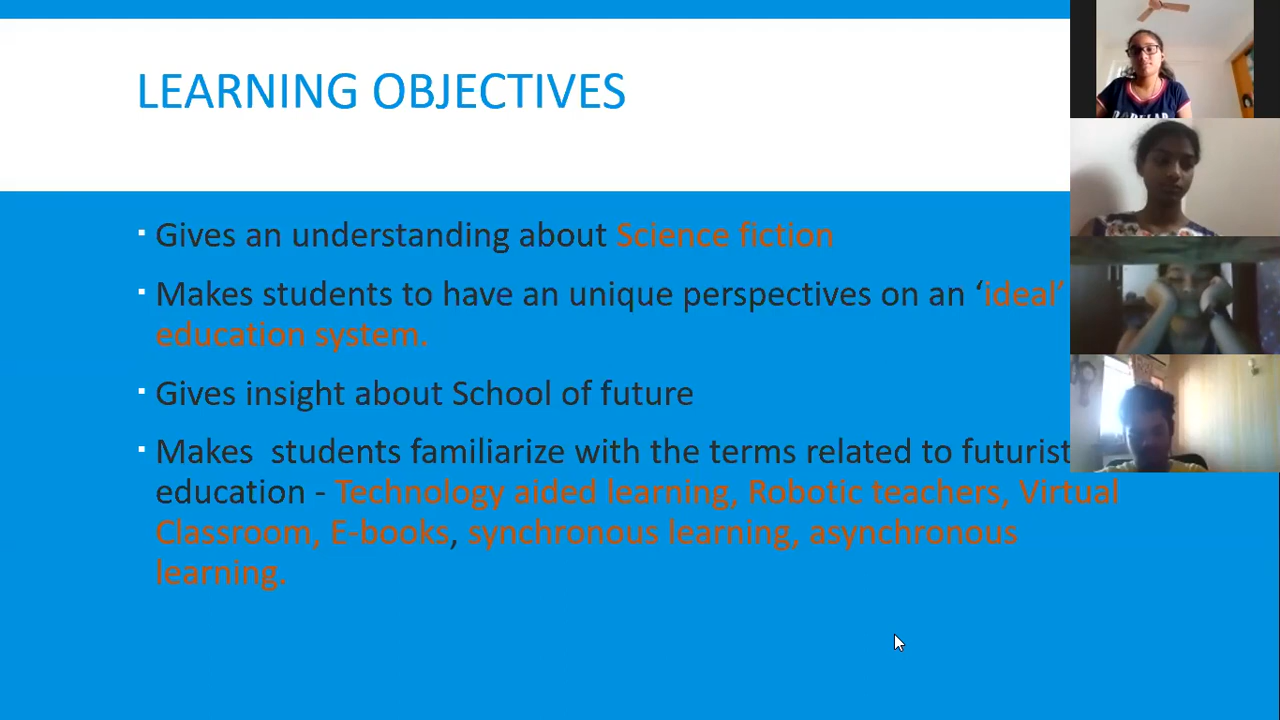 LEARNING OBJECTIVES
Gives an understanding about Science fiction
Makes students to have an unique perspectives on an ‘ideal’
education system.
Gives insight about School of future
Makes students familiarize with the terms related to futurist
education - Technology aided learning, Robotic teachers, Virtual
Classroom, E-books, synchronous learning, asynchronous
learning.